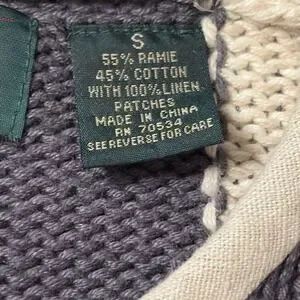 S
55% RAMIE
45% COTTON
WITH 100% LINEN
PATCHES
MADE IN CHINA
RN 70534
SEE REVERSE FOR CARE